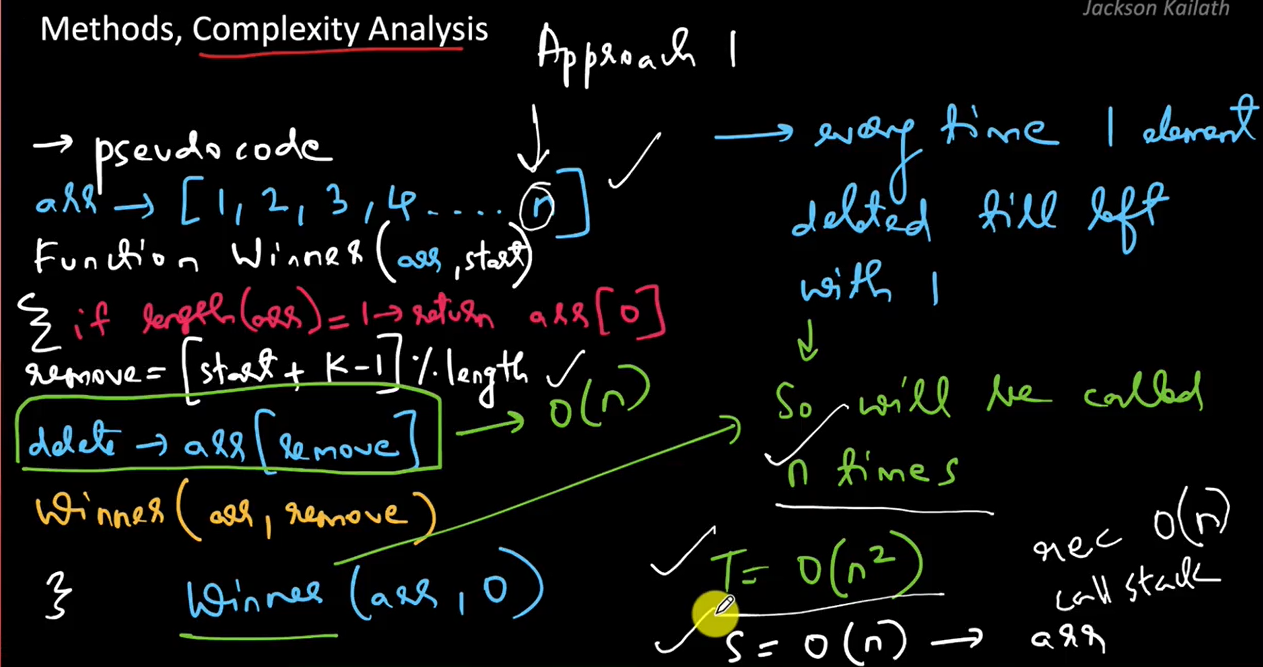 Jackson Kailath
Methods, Complexity Analysis
Approach 1
→ pseudo code
arr → [1, 2, 3, 4 ..... n]
Function Winner (arr, start)
{ if length(arr) = 1 → return arr[0]
remove = [start + K - 1] % length
delete → arr[remove] → O(n)
Winner(arr, remove)
}
Winner (arr, 0)
→ every time 1 element
deleted till left
with 1
↓
So will be called
n times
T = O(n²)
S = O(n) → arr
rec O(n)
call stack